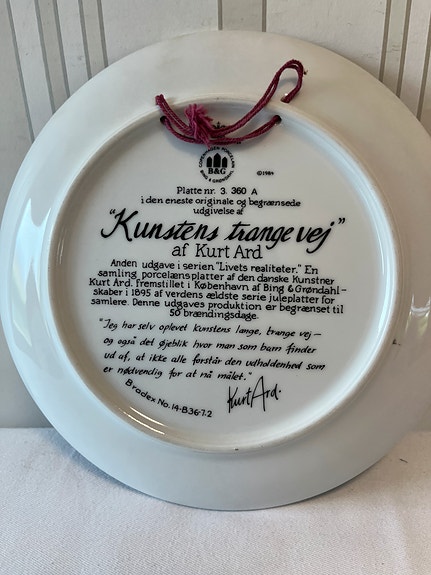 COPENHAGEN PORCELAIN
B&G
BING & GRØNDAHL
©1984
Platte nr. 3. 360 A
i den eneste originale og begrænsede
udgivelse af
"Kunstens trange vej"
af Kurt Ard
Anden udgave i serien "Livets realiteter." En
samling porcelænsplatter af den danske Kunstner
Kurt Ard. Fremstillet i København af Bing & Grøndahl-
skaber i 1895 af verdens ældste serie juleplatter for
samlere. Denne udgaves produktion er begrænset til
50 brændingsdage.
"Jeg har selv oplevet kunstens lange, trange vej—
og også det øjeblik hvor man som barn finder
ud af, at ikke alle forstår den udholdenhed som
er nødvendig for at nå målet."
Kurt Ard.
Bradex No. 14-B36-7.2